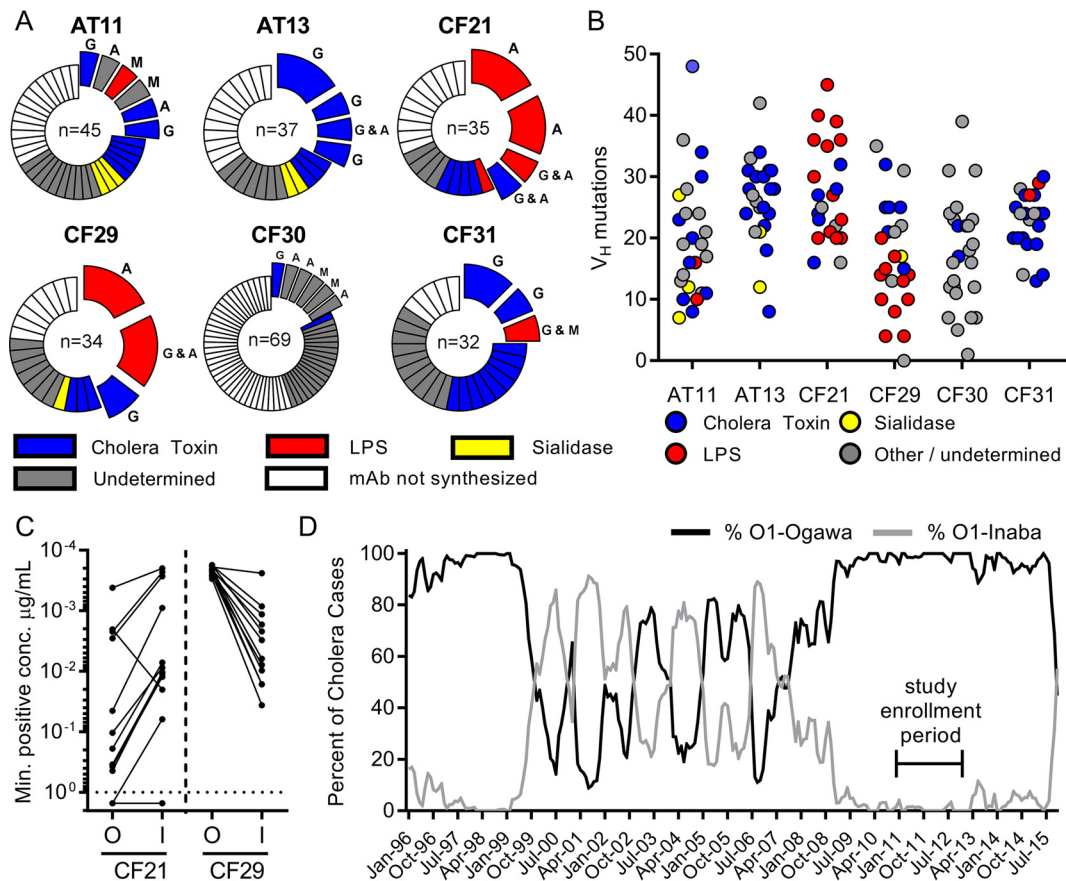 A
AT11
AT13
CF21
G A M M A G
n=45
G G G & A G
n=37
A A G & A G & A
n=35
CF29
CF30
CF31
A G & A G
n=34
G A A M M A
n=69
G G G & M
n=32
Cholera Toxin
LPS
Sialidase
Undetermined
mAb not synthesized
B
V_H mutations
50
40
30
20
10
0
AT11 AT13 CF21 CF29 CF30 CF31
Cholera Toxin
Sialidase
LPS
Other / undetermined
C
Min. positive conc. µg/mL
10⁻⁴
10⁻³
10⁻²
10⁻¹
10⁰
O I O I
CF21 CF29
D
% O1-Ogawa
% O1-Inaba
Percent of Cholera Cases
100
80
60
40
20
0
study
enrollment
period
Jan-96
Oct-96
Jul-97
Apr-98
Jan-99
Oct-99
Jul-00
Apr-01
Jan-02
Oct-02
Jul-03
Apr-04
Jan-05
Oct-05
Jul-06
Apr-07
Jan-08
Oct-08
Jul-09
Apr-10
Jan-11
Oct-11
Jul-12
Apr-13
Jan-14
Oct-14
Jul-15